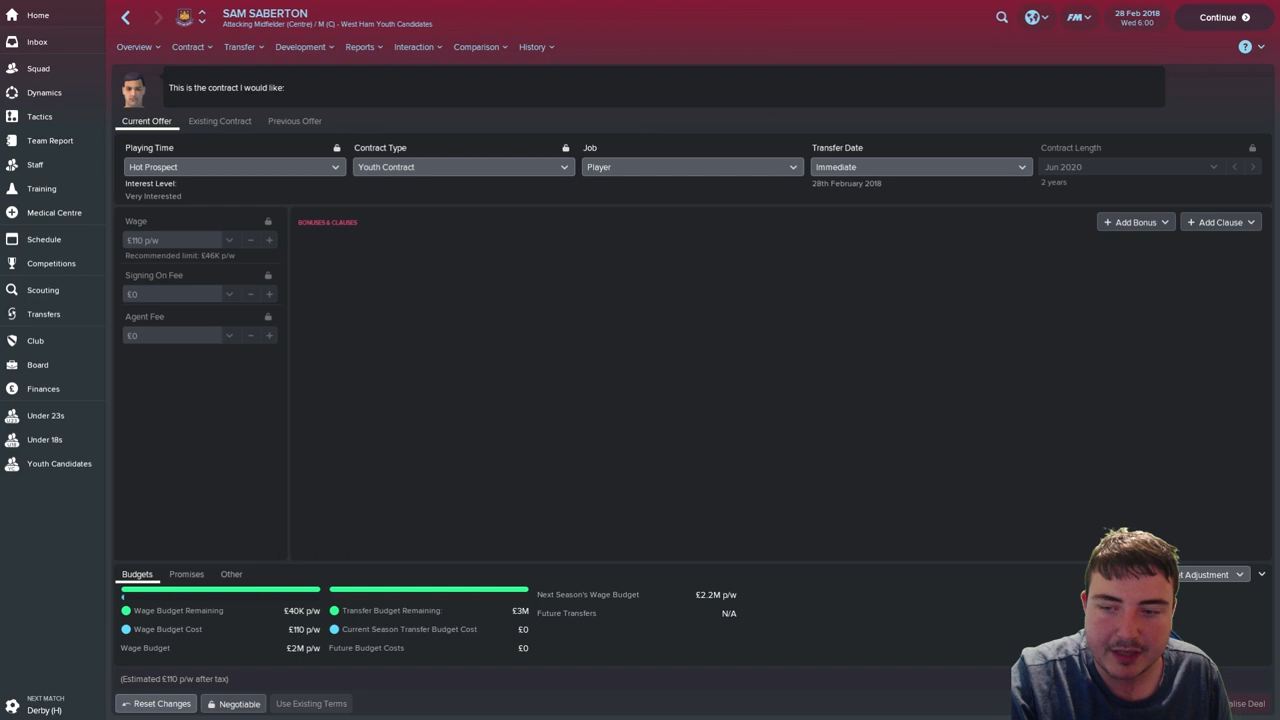 Home
Inbox
Squad
Dynamics
Tactics
Team Report
Staff
Training
Medical Centre
Schedule
Competitions
Scouting
Transfers
Club
Board
Finances
Under 23s
Under 18s
Youth Candidates
NEXT MATCH
Derby (H)
SAM SABERTON
Attacking Midfielder (Centre) / M (C) - West Ham Youth Candidates
FM
28 Feb 2018
Wed 6:00
Continue
Overview Contract Transfer Development Reports Interaction Comparison History
?
This is the contract I would like:
Current Offer Existing Contract Previous Offer
Playing Time Contract Type Job Transfer Date Contract Length
Hot Prospect Youth Contract Player Immediate Jun 2020
Interest Level: 28th February 2018 2 years
Very Interested
Wage
£110 p/w
Recommended limit: £46K p/w
Signing On Fee
£0
Agent Fee
£0
BONUSES & CLAUSES
+ Add Bonus + Add Clause
Budgets Promises Other
t Adjustment
Wage Budget Remaining £40K p/w
Wage Budget Cost £110 p/w
Wage Budget £2M p/w
Transfer Budget Remaining: £3M
Current Season Transfer Budget Cost £0
Future Budget Costs £0
Next Season's Wage Budget £2.2M p/w
Future Transfers N/A
(Estimated £110 p/w after tax)
Reset Changes Negotiable Use Existing Terms
alise Deal